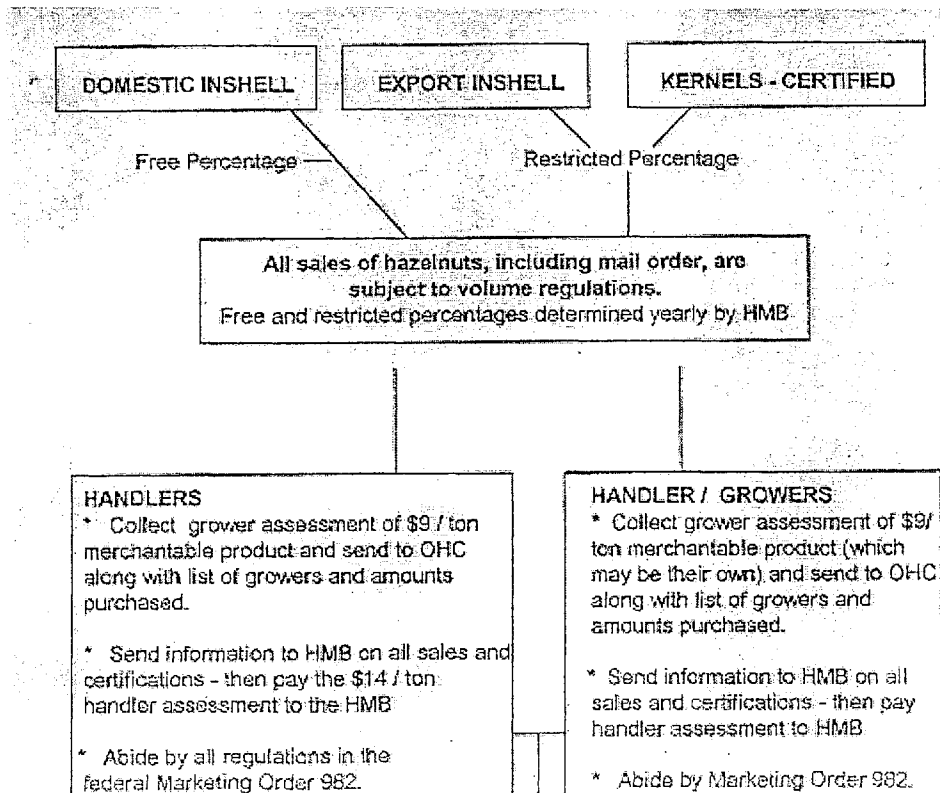 DOMESTIC INSHELL
EXPORT INSHELL
KERNELS - CERTIFIED
Free Percentage
Restricted Percentage
All sales of hazelnuts, including mail order, are
subject to volume regulations.
Free and restricted percentages determined yearly by HMB
HANDLERS
* Collect grower assessment of $9 / ton
merchantable product and send to OHC
along with list of growers and amounts
purchased.
* Send information to HMB on all sales and
certifications - then pay the $14 / ton
handler assessment to the HMB
* Abide by all regulations in the
federal Marketing Order 982.
HANDLER / GROWERS
* Collect grower assessment of $9/
ton merchantable product (which
may be their own) and send to OHC
along with list of growers and
amounts purchased.
* Send information to HMB on all
sales and certifications - then pay
handler assessment to HMB
* Abide by Marketing Order 982.